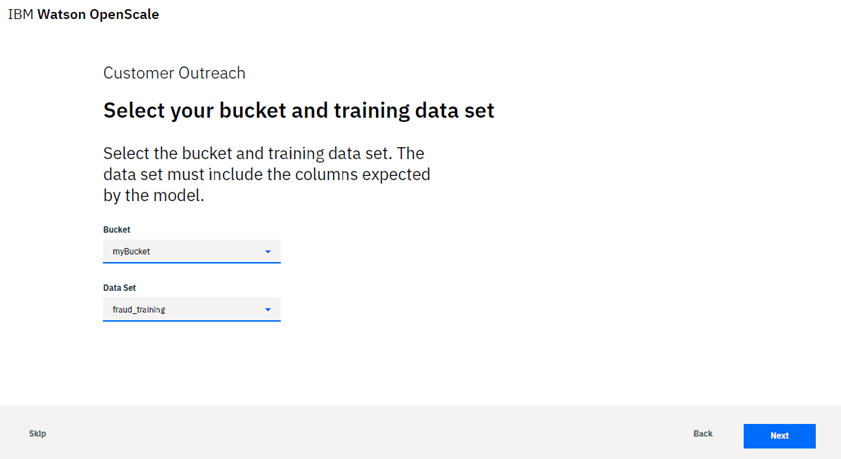 IBM Watson OpenScale
Customer Outreach
Select your bucket and training data set
Select the bucket and training data set. The
data set must include the columns expected
by the model.
Bucket
myBucket
Data Set
fraud_training
Skip
Back
Next